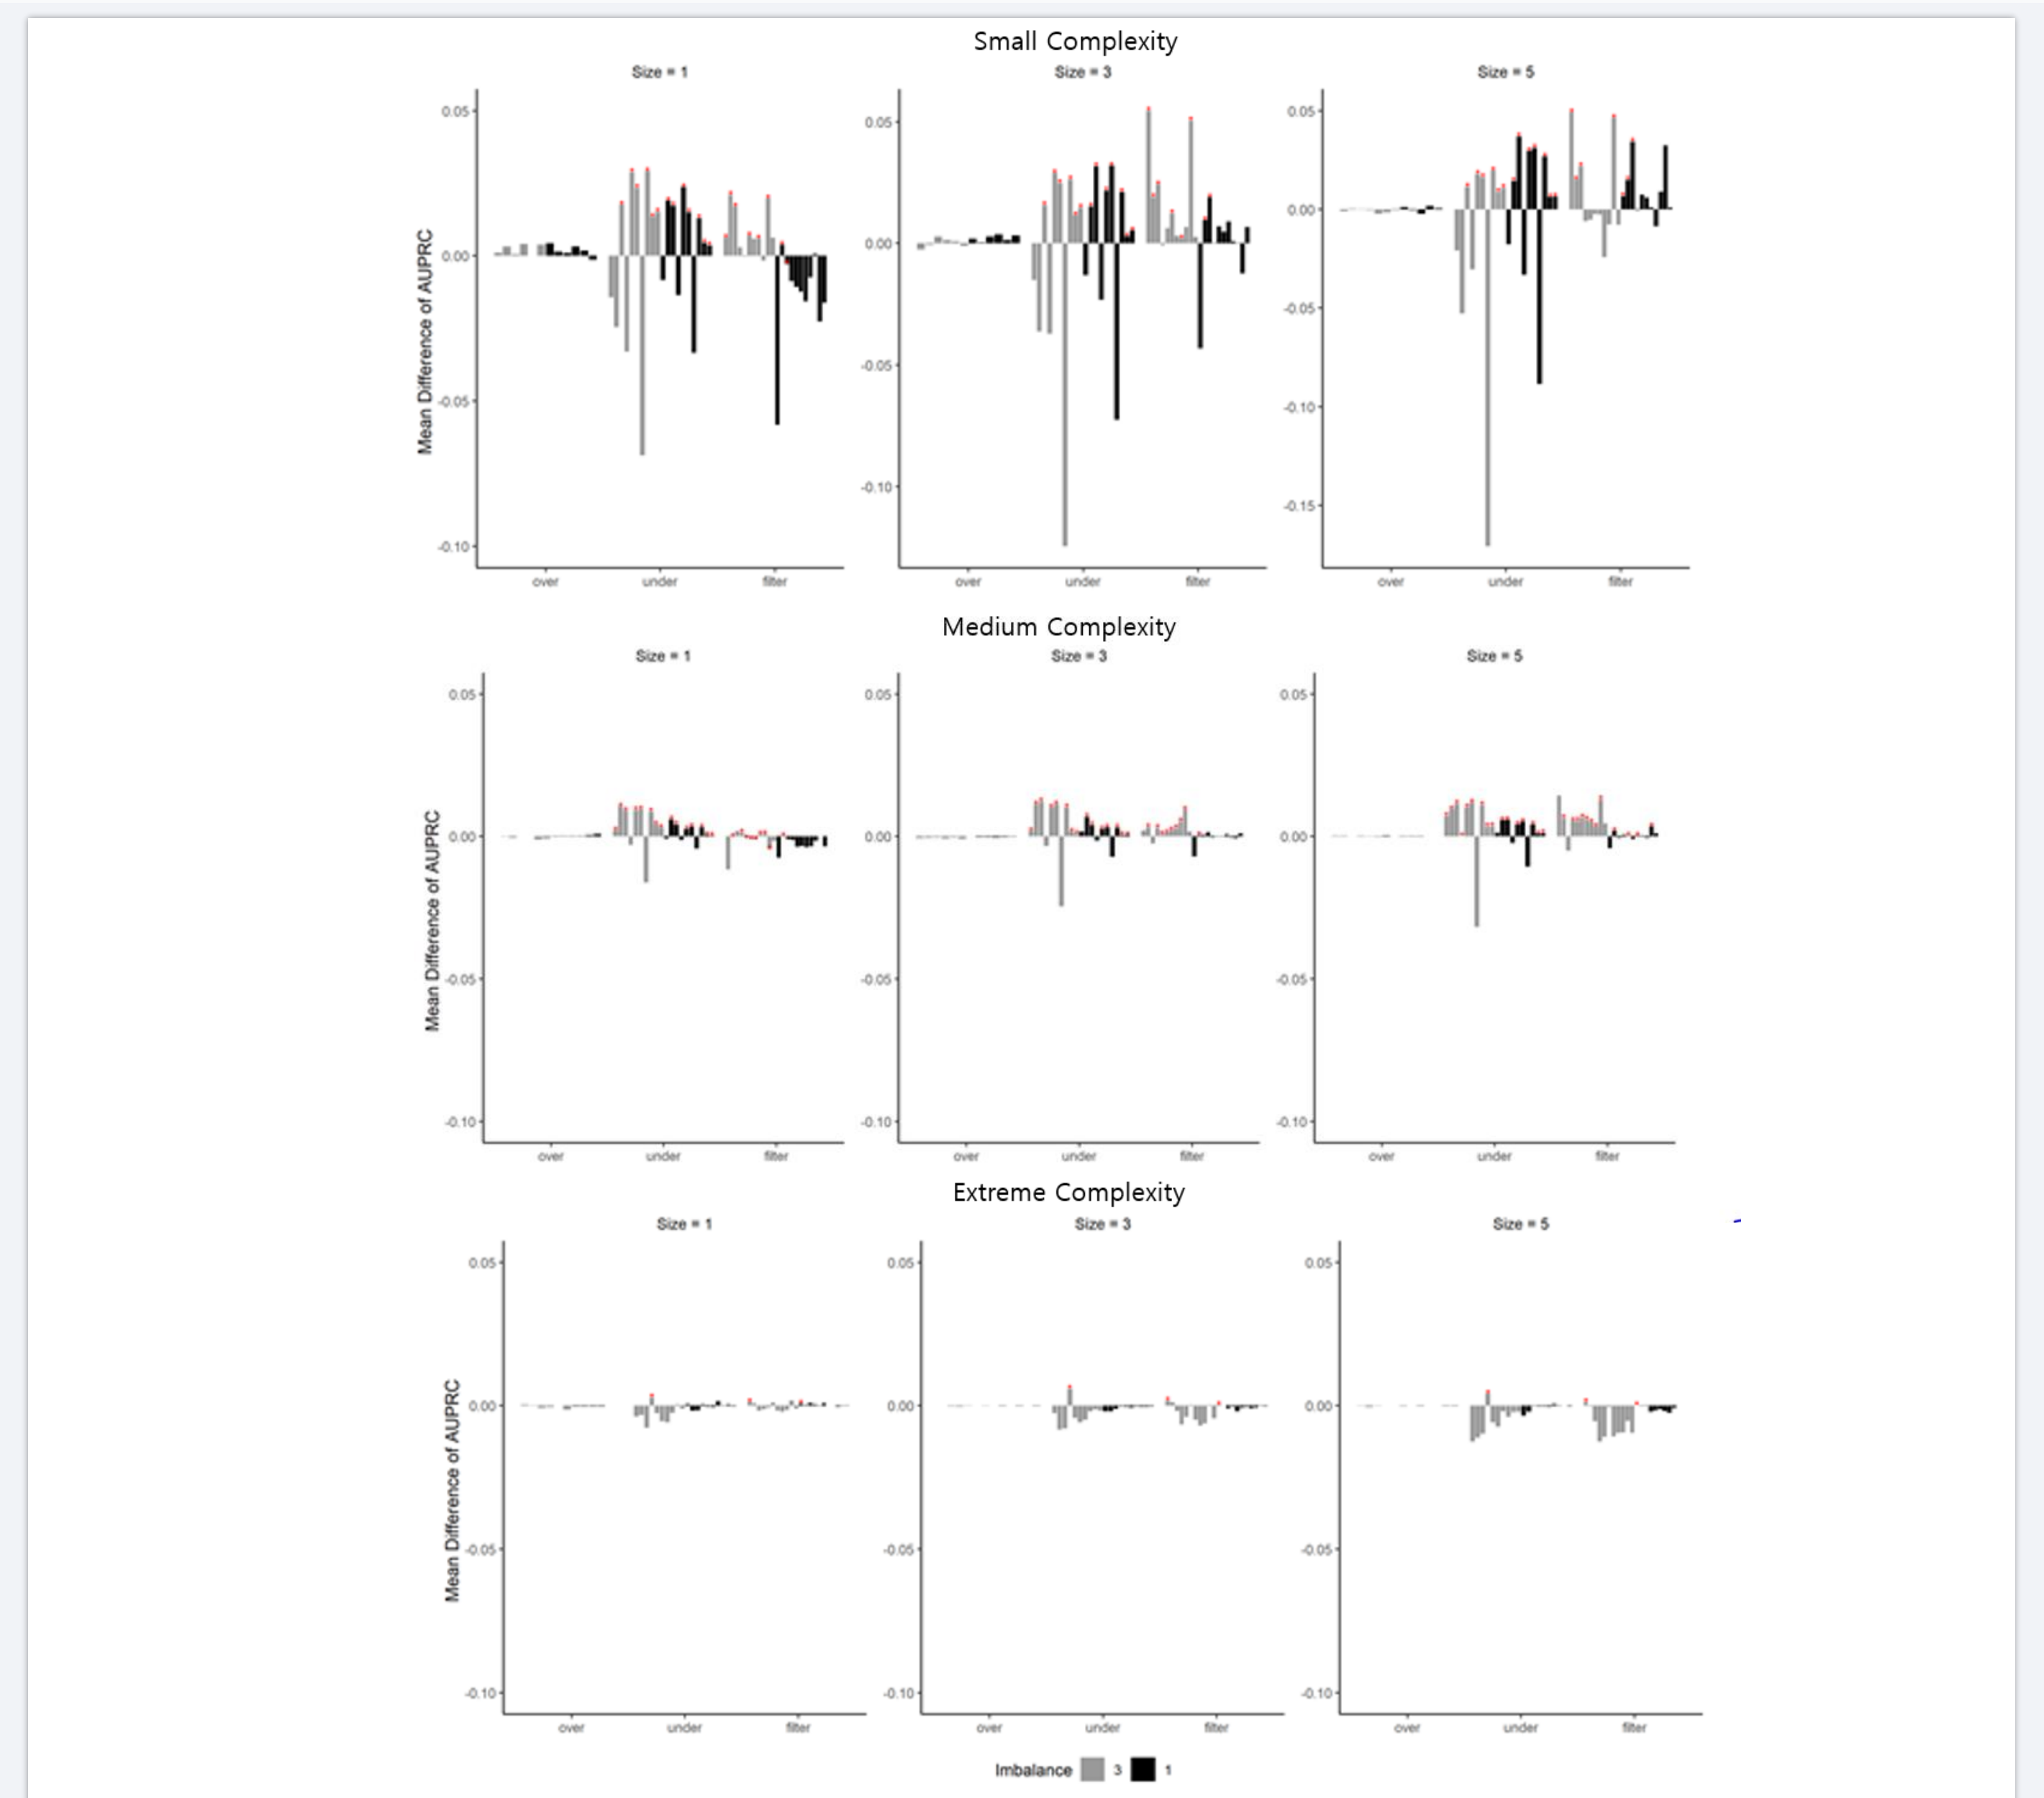 Small Complexity
Size = 1
Size = 3
Size = 5
Mean Difference of AUPRC
0.05
0.00
-0.05
-0.10
over
under
filter
0.05
0.00
-0.05
-0.10
over
under
filter
0.05
0.00
-0.05
-0.10
-0.15
over
under
filter
Medium Complexity
Size = 1
Size = 3
Size = 5
Mean Difference of AUPRC
0.05
0.00
-0.05
-0.10
over
under
filter
0.05
0.00
-0.05
-0.10
over
under
filter
0.05
0.00
-0.05
-0.10
over
under
filter
Extreme Complexity
Size = 1
Size = 3
Size = 5
Mean Difference of AUPRC
0.05
0.00
-0.05
-0.10
over
under
filter
0.05
0.00
-0.05
-0.10
over
under
filter
0.05
0.00
-0.05
-0.10
over
under
filter
Imbalance 3 1